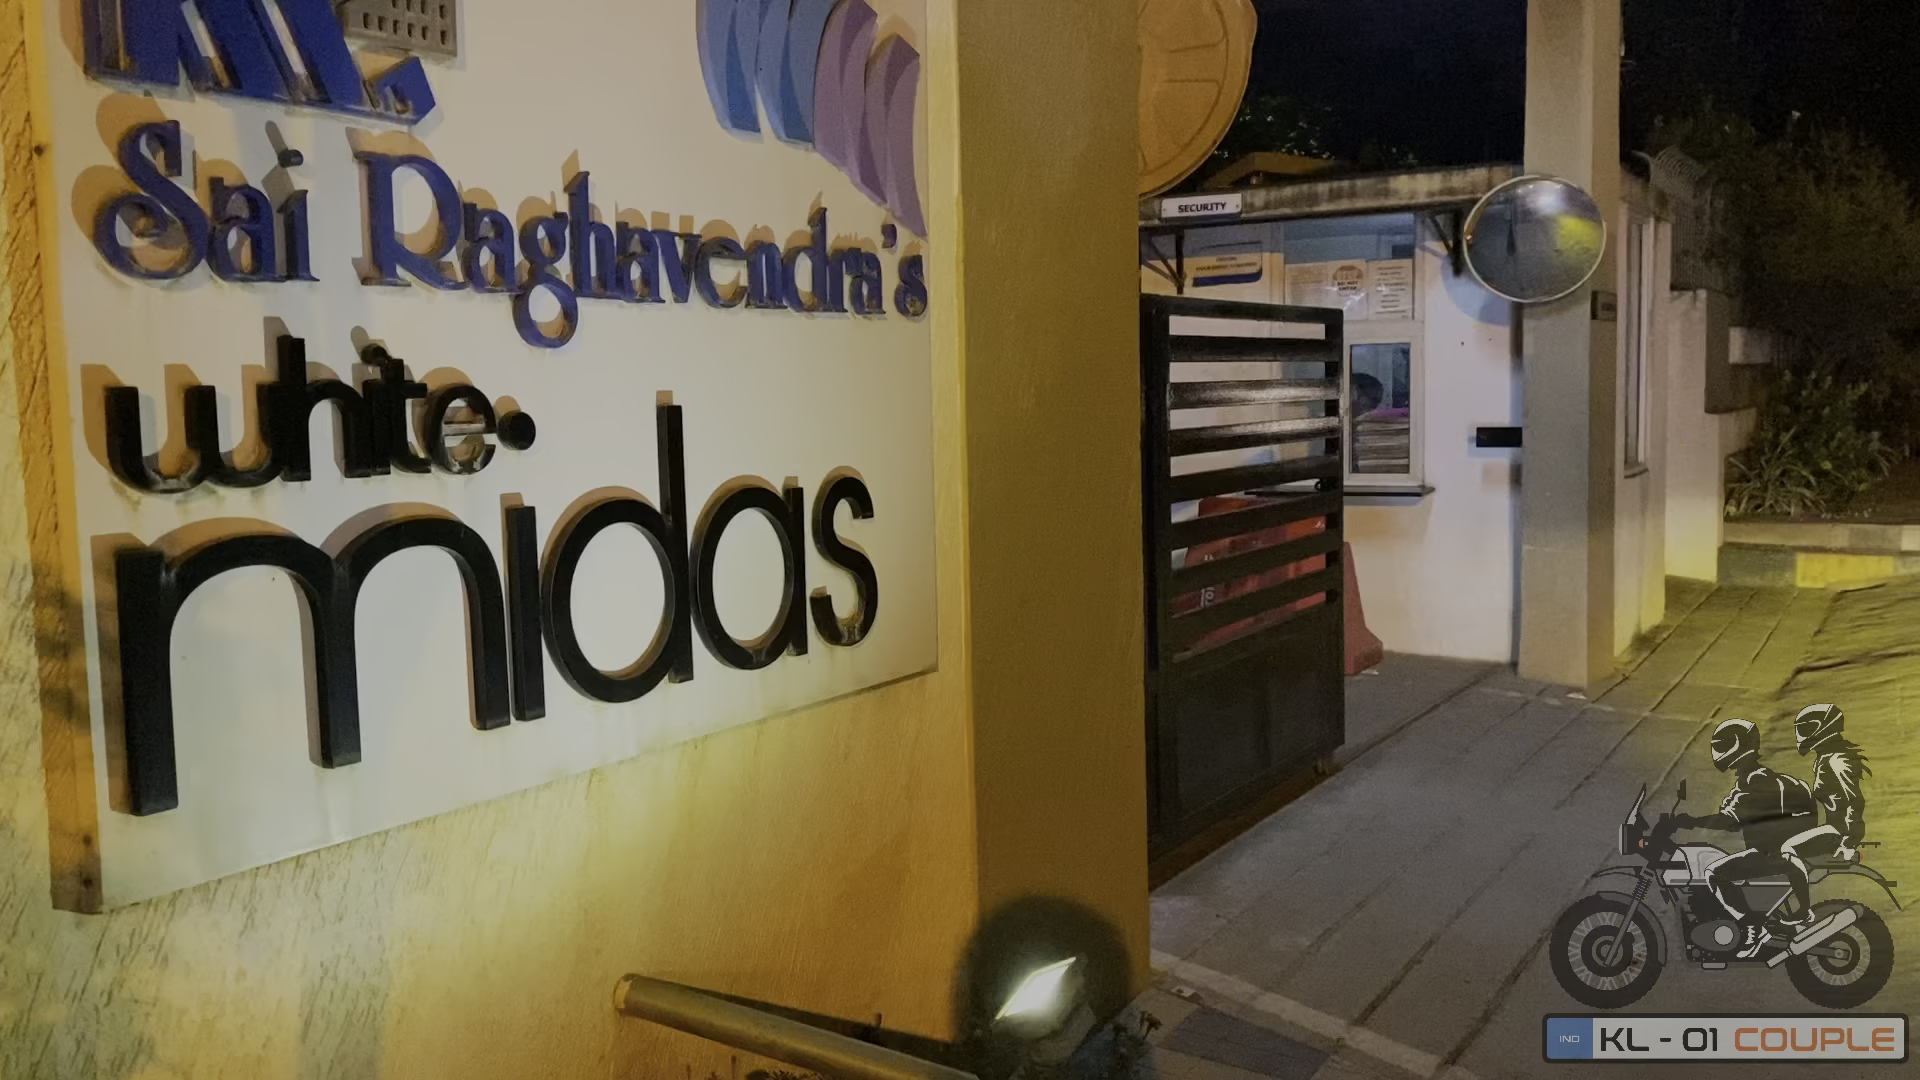 Sai Raghavendra's
white
midas
SECURITY
IND KL - 01 COUPLE